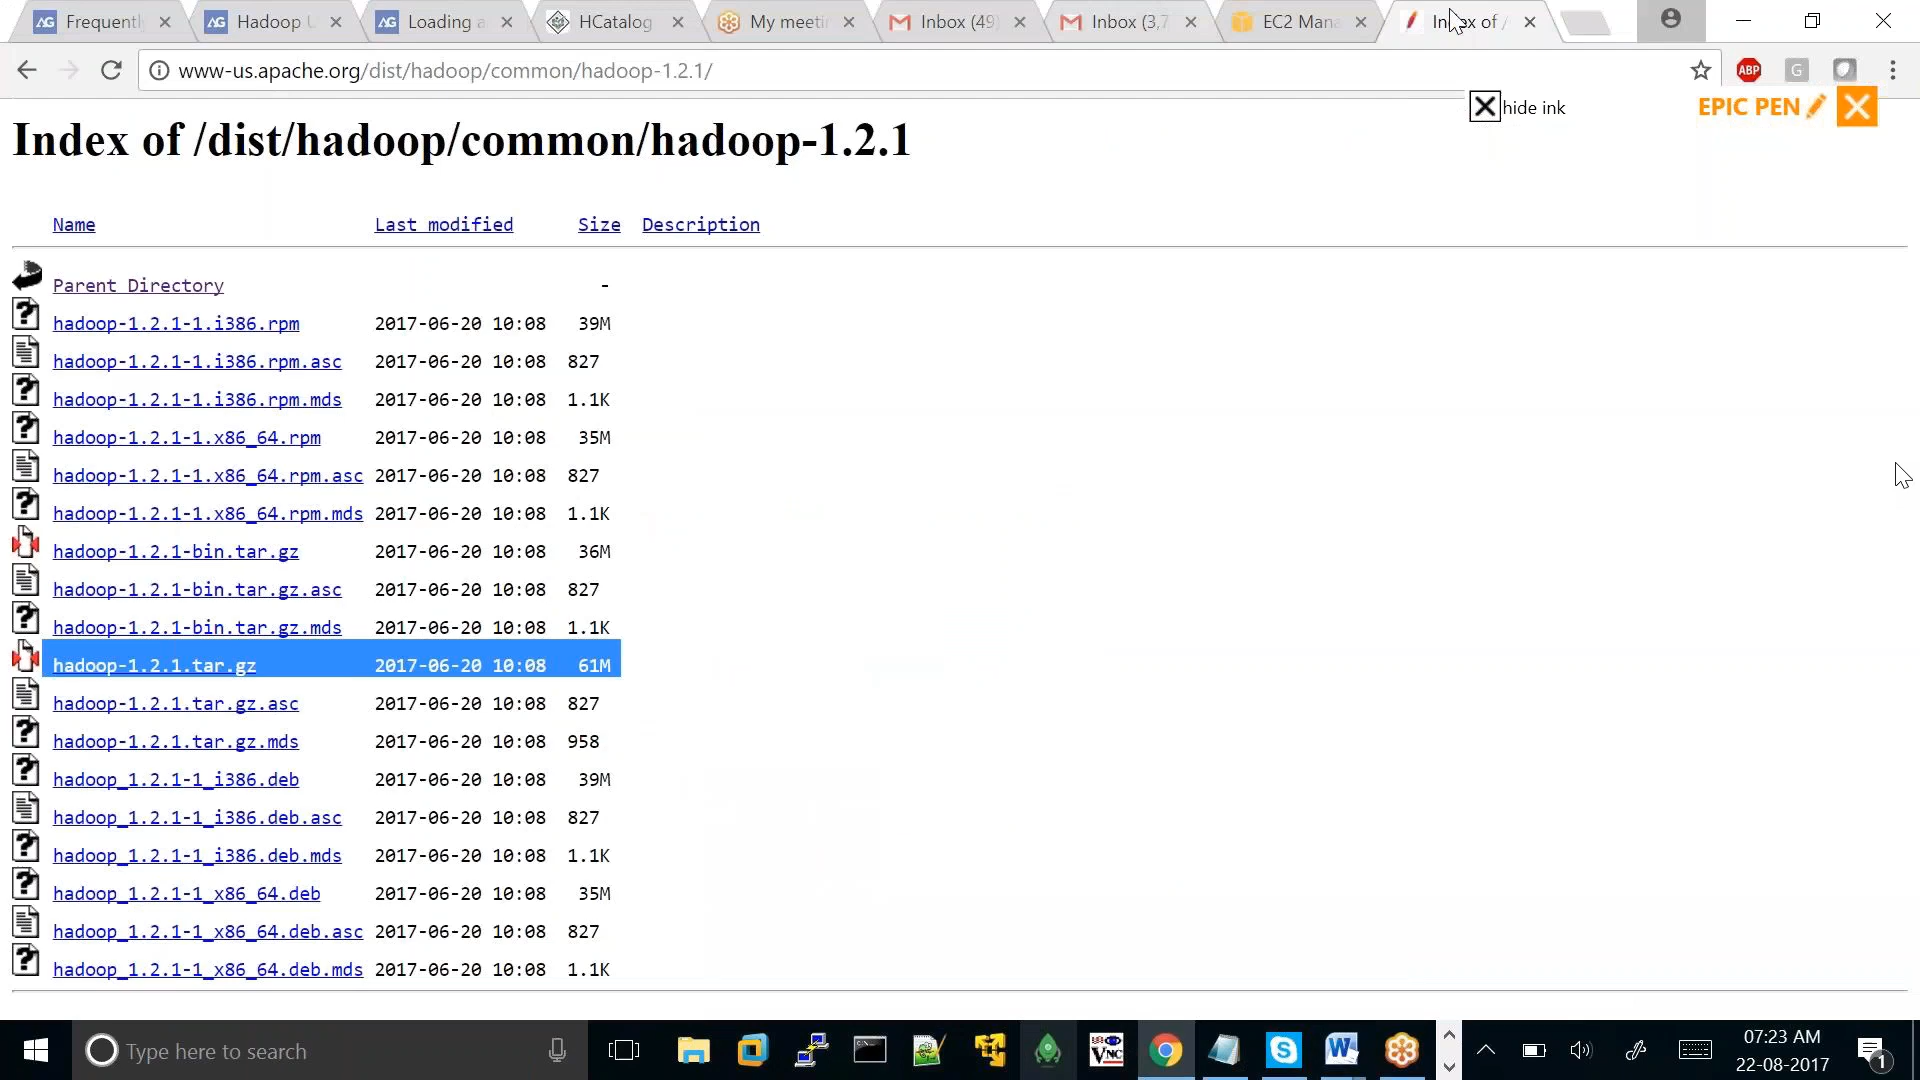 Frequentl
Hadoop U
Loading a
HCatalog
My meeti
Inbox (49)
Inbox (3,7
EC2 Mana
Index of /
www-us.apache.org/dist/hadoop/common/hadoop-1.2.1/
ABP
G
hide ink
EPIC PEN
Index of /dist/hadoop/common/hadoop-1.2.1
Name Last modified Size Description
Parent Directory -
hadoop-1.2.1-1.i386.rpm 2017-06-20 10:08 39M
hadoop-1.2.1-1.i386.rpm.asc 2017-06-20 10:08 827
hadoop-1.2.1-1.i386.rpm.mds 2017-06-20 10:08 1.1K
hadoop-1.2.1-1.x86_64.rpm 2017-06-20 10:08 35M
hadoop-1.2.1-1.x86_64.rpm.asc 2017-06-20 10:08 827
hadoop-1.2.1-1.x86_64.rpm.mds 2017-06-20 10:08 1.1K
hadoop-1.2.1-bin.tar.gz 2017-06-20 10:08 36M
hadoop-1.2.1-bin.tar.gz.asc 2017-06-20 10:08 827
hadoop-1.2.1-bin.tar.gz.mds 2017-06-20 10:08 1.1K
hadoop-1.2.1.tar.gz 2017-06-20 10:08 61M
hadoop-1.2.1.tar.gz.asc 2017-06-20 10:08 827
hadoop-1.2.1.tar.gz.mds 2017-06-20 10:08 958
hadoop_1.2.1-1_i386.deb 2017-06-20 10:08 39M
hadoop_1.2.1-1_i386.deb.asc 2017-06-20 10:08 827
hadoop_1.2.1-1_i386.deb.mds 2017-06-20 10:08 1.1K
hadoop_1.2.1-1_x86_64.deb 2017-06-20 10:08 35M
hadoop_1.2.1-1_x86_64.deb.asc 2017-06-20 10:08 827
hadoop_1.2.1-1_x86_64.deb.mds 2017-06-20 10:08 1.1K
Type here to search
07:23 AM
22-08-2017
1